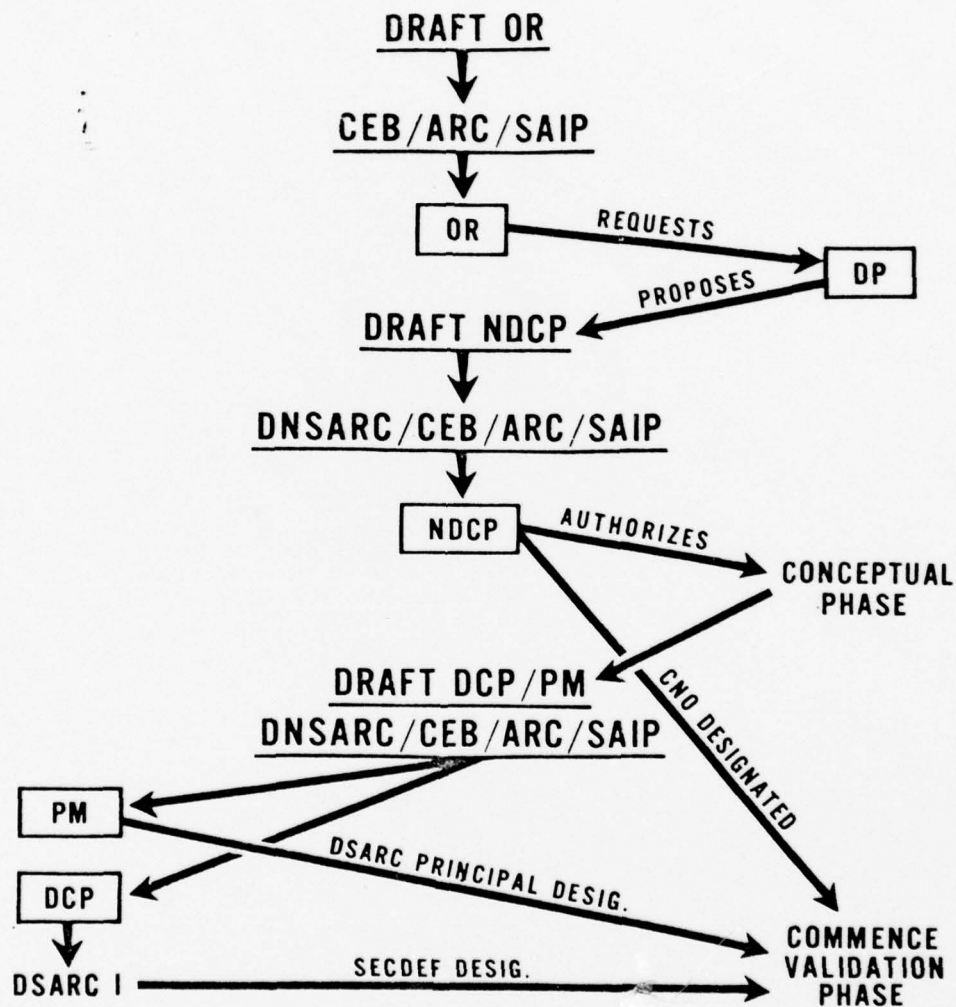 DRAFT OR
CEB/ARC/SAIP
OR
REQUESTS
DP
PROPOSES
DRAFT NDCP
DNSARC/CEB/ARC/SAIP
NDCP
AUTHORIZES
CONCEPTUAL
PHASE
DRAFT DCP/PM
CNO DESIGNATED
DNSARC/CEB/ARC/SAIP
PM
DSARC PRINCIPAL DESIG.
DCP
COMMENCE
VALIDATION
PHASE
DSARC I
SECDEF DESIG.